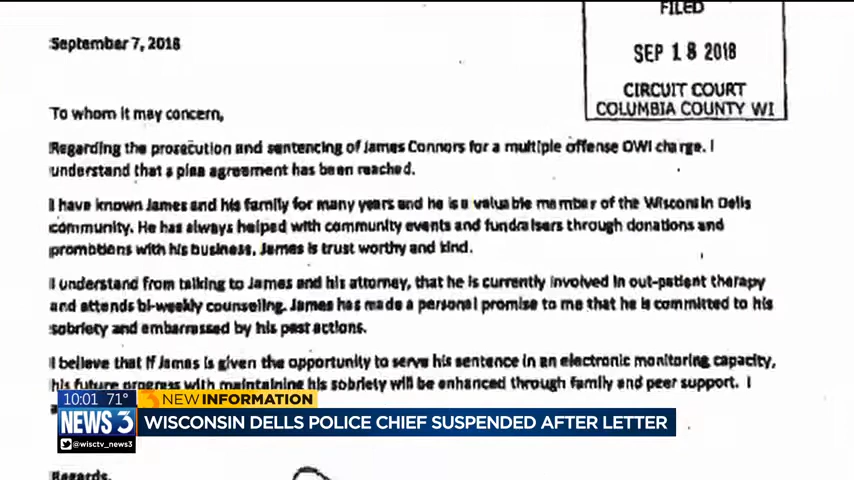 FILED
September 7, 2018
SEP 18 2018
CIRCUIT COURT
COLUMBIA COUNTY WI
To whom it may concern,
Regarding the prosecution and sentencing of James Connors for a multiple offense OWI charge. I
understand that a plea agreement has been reached.
I have known James and his family for many years and he is a valuable member of the Wisconsin Dells
community. He has always helped with community events and fundraisers through donations and
promotions with his business. James is trust worthy and kind.
I understand from talking to James and his attorney, that he is currently involved in out-patient therapy
and attends bi-weekly counseling. James has made a personal promise to me that he is committed to his
sobriety and embarrassed by his past actions.
I believe that if James is given the opportunity to serve his sentence in an electronic monitoring capacity,
his future progress with maintaining his sobriety will be enhanced through family and peer support. I
10:01 71° 3 NEW INFORMATION
NEWS 3 WISCONSIN DELLS POLICE CHIEF SUSPENDED AFTER LETTER
@wisctv_news3
Regards,